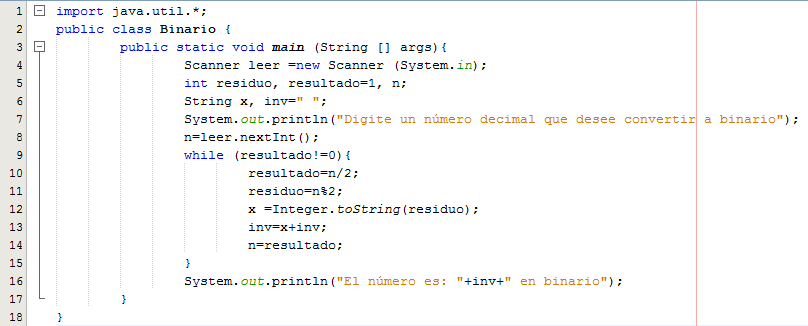 1 import java.util.*;
2 public class Binario {
3 public static void main (String [] args){
4 Scanner leer =new Scanner (System.in);
5 int residuo, resultado=1, n;
6 String x, inv=" ";
7 System.out.println("Digite un número decimal que desee convertir a binario");
8 n=leer.nextInt();
9 while (resultado!=0){
10 resultado=n/2;
11 residuo=n%2;
12 x =Integer.toString(residuo);
13 inv=x+inv;
14 n=resultado;
15 }
16 System.out.println("El número es: "+inv+" en binario");
17 }
18 }